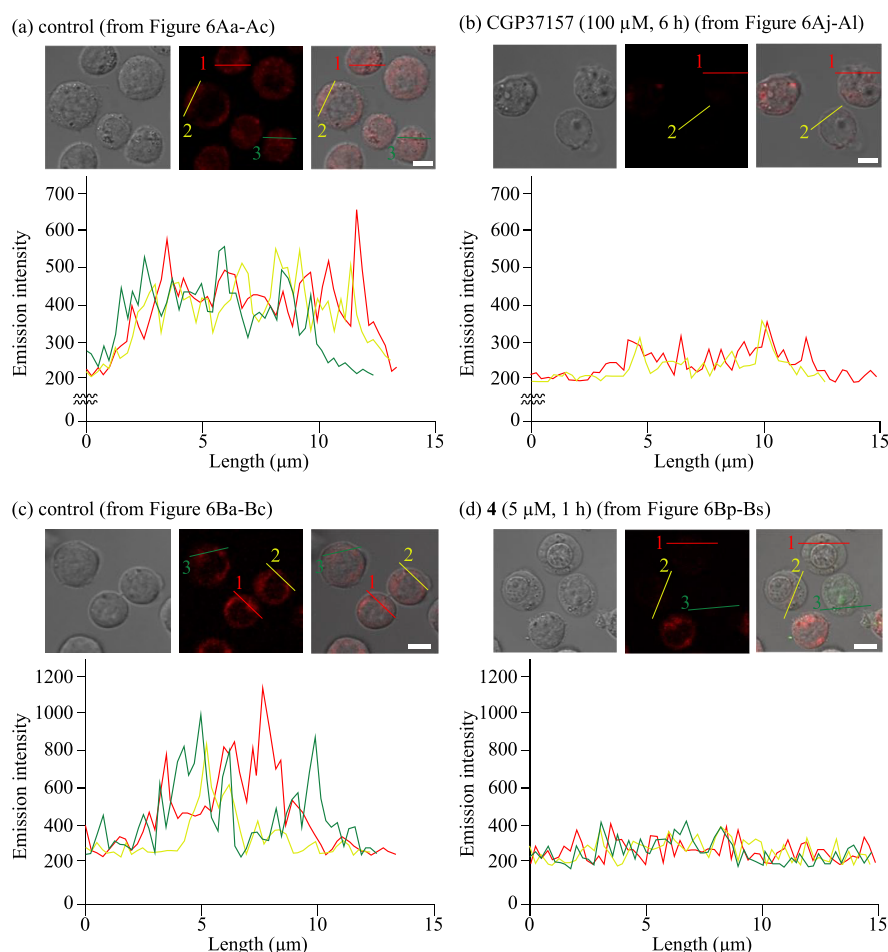 (a) control (from Figure 6Aa-Ac)
1
2
3
Emission intensity
700
600
500
400
300
200
0
0 5 10 15
Length (μm)
(b) CGP37157 (100 μM, 6 h) (from Figure 6Aj-Al)
1
2
1
2
Emission intensity
700
600
500
400
300
200
0
0 5 10 15
Length (μm)
(c) control (from Figure 6Ba-Bc)
3
1
2
3
1
2
Emission intensity
1200
1000
800
600
400
200
0
0 5 10 15
Length (μm)
(d) 4 (5 μM, 1 h) (from Figure 6Bp-Bs)
1
2
3
1
2
3
Emission intensity
1200
1000
800
600
400
200
0
0 5 10 15
Length (μm)